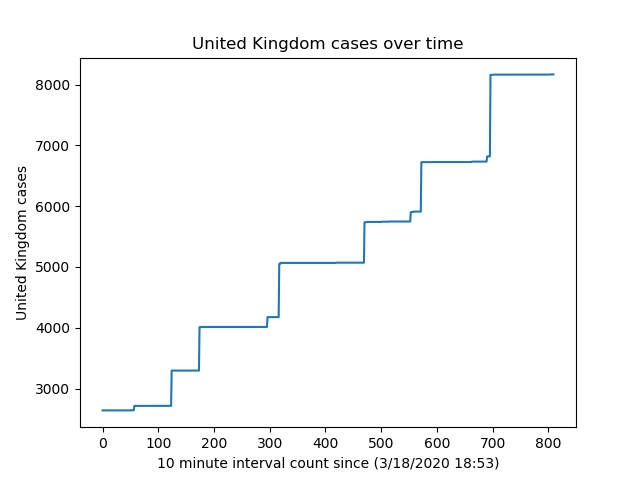 United Kingdom cases over time
United Kingdom cases
8000
7000
6000
5000
4000
3000
0 100 200 300 400 500 600 700 800
10 minute interval count since (3/18/2020 18:53)